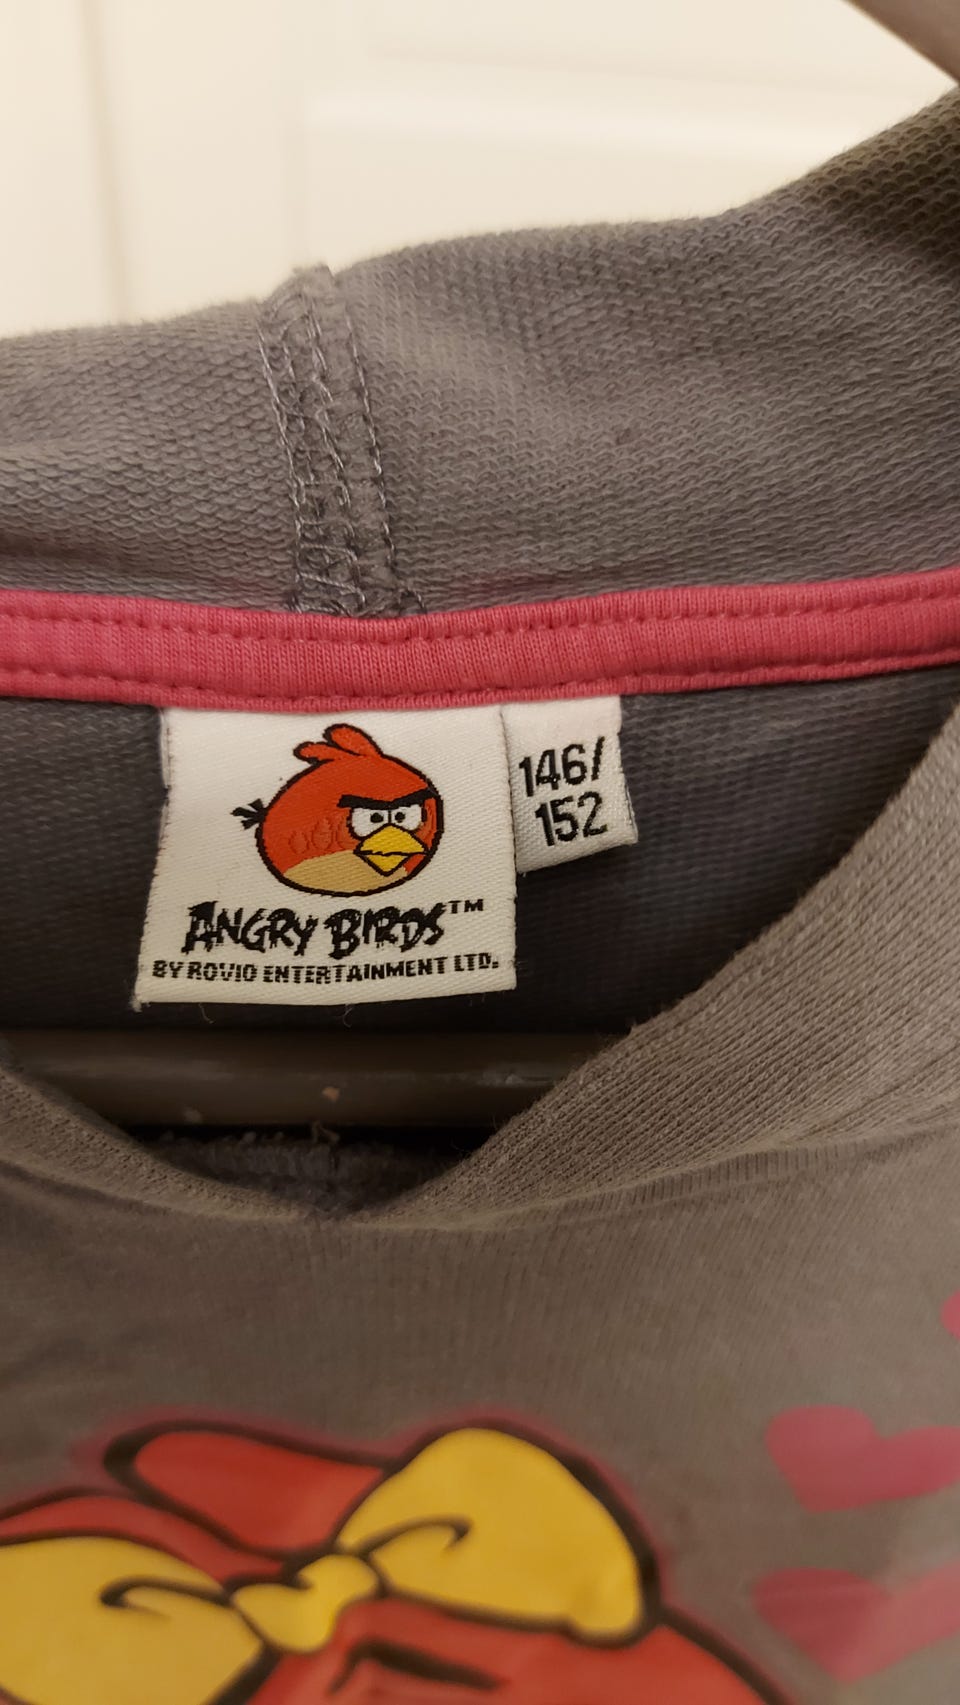 ANGRY BIRDS™
BY ROVIO ENTERTAINMENT LTD.
146/
152